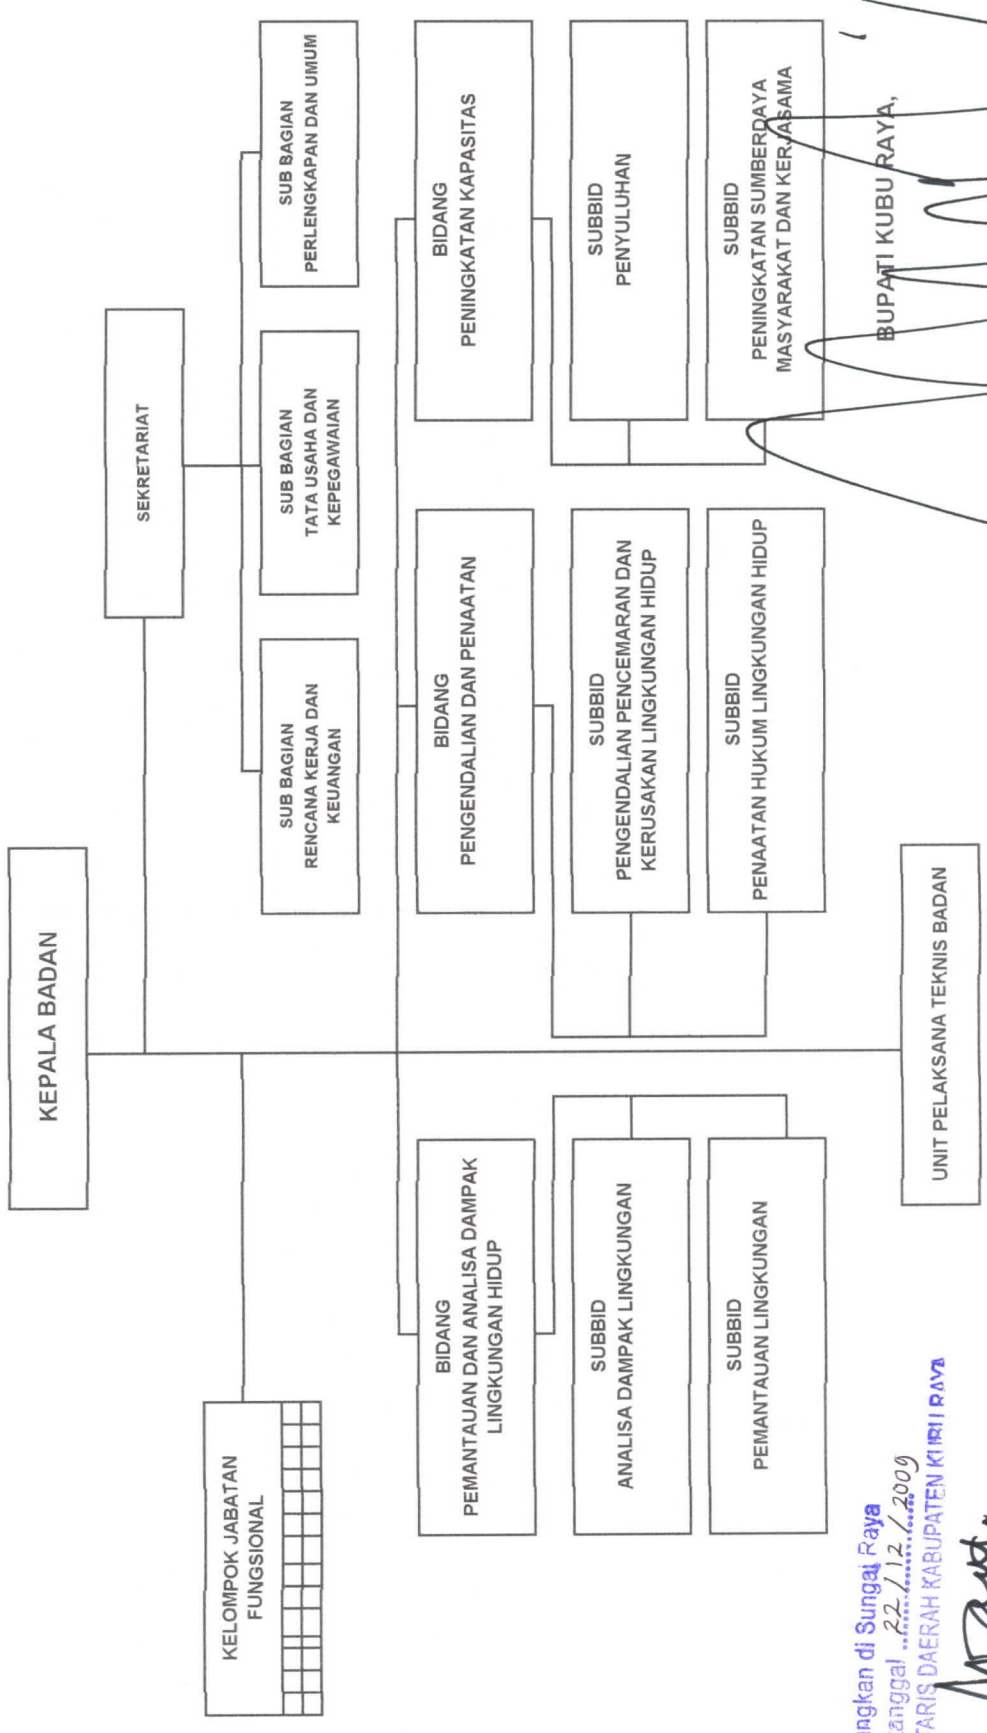 KEPALA BADAN
SEKRETARIAT
KELOMPOK JABATAN
FUNGSIONAL
SUB BAGIAN
RENCANA KERJA DAN
KEUANGAN
SUB BAGIAN
TATA USAHA DAN
KEPEGAWAIAN
SUB BAGIAN
PERLENGKAPAN DAN UMUM
BIDANG
PEMANTAUAN DAN ANALISA DAMPAK
LINGKUNGAN HIDUP
SUBBID
ANALISA DAMPAK LINGKUNGAN
SUBBID
PEMANTAUAN LINGKUNGAN
BIDANG
PENGENDALIAN DAN PENAATAN
SUBBID
PENGENDALIAN PENCEMARAN DAN
KERUSAKAN LINGKUNGAN HIDUP
SUBBID
PENAATAN HUKUM LINGKUNGAN HIDUP
BIDANG
PENINGKATAN KAPASITAS
SUBBID
PENYULUHAN
SUBBID
PENINGKATAN SUMBERDAYA
MASYARAKAT DAN KERJASAMA
UNIT PELAKSANA TEKNIS BADAN
BUPATI KUBU RAYA,
ngkan di Sungai Raya
anggal 22/12/2009
TARIS DAERAH KABUPATEN KUBU RAYA